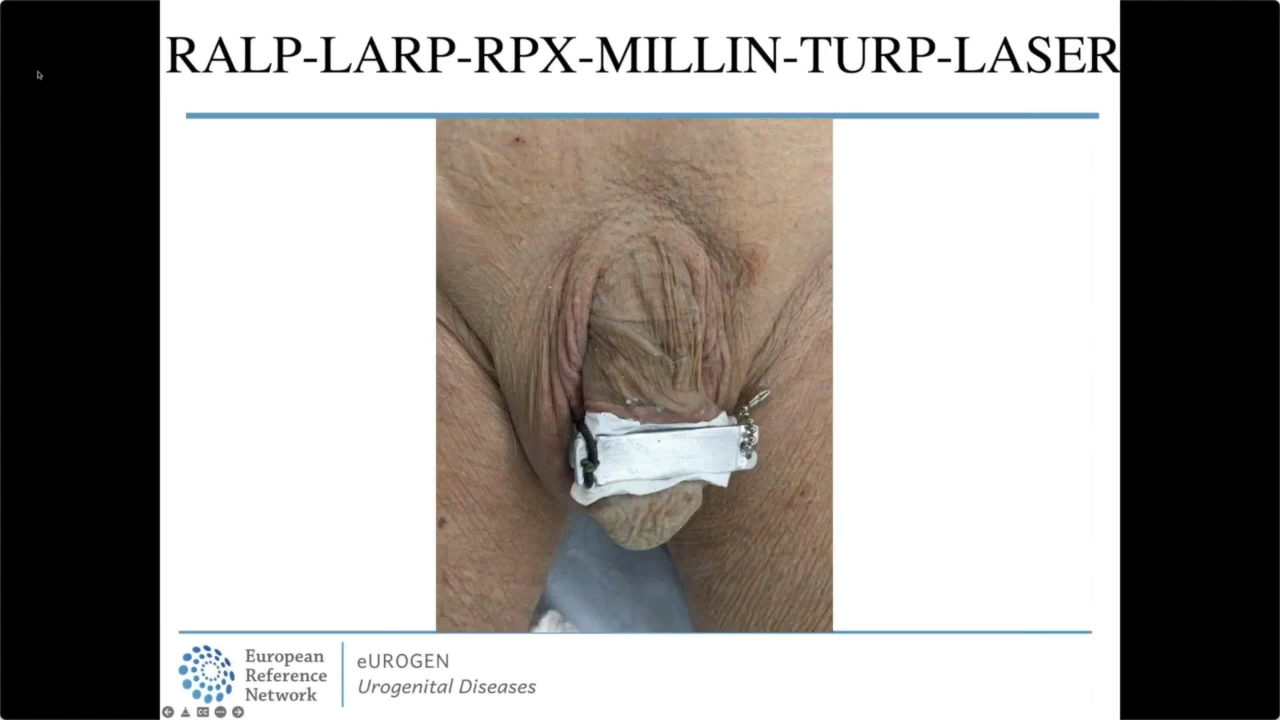 RALP-LARP-RPX-MILLIN-TURP-LASER
European
Reference
Network
eUROGEN
Urogenital Diseases